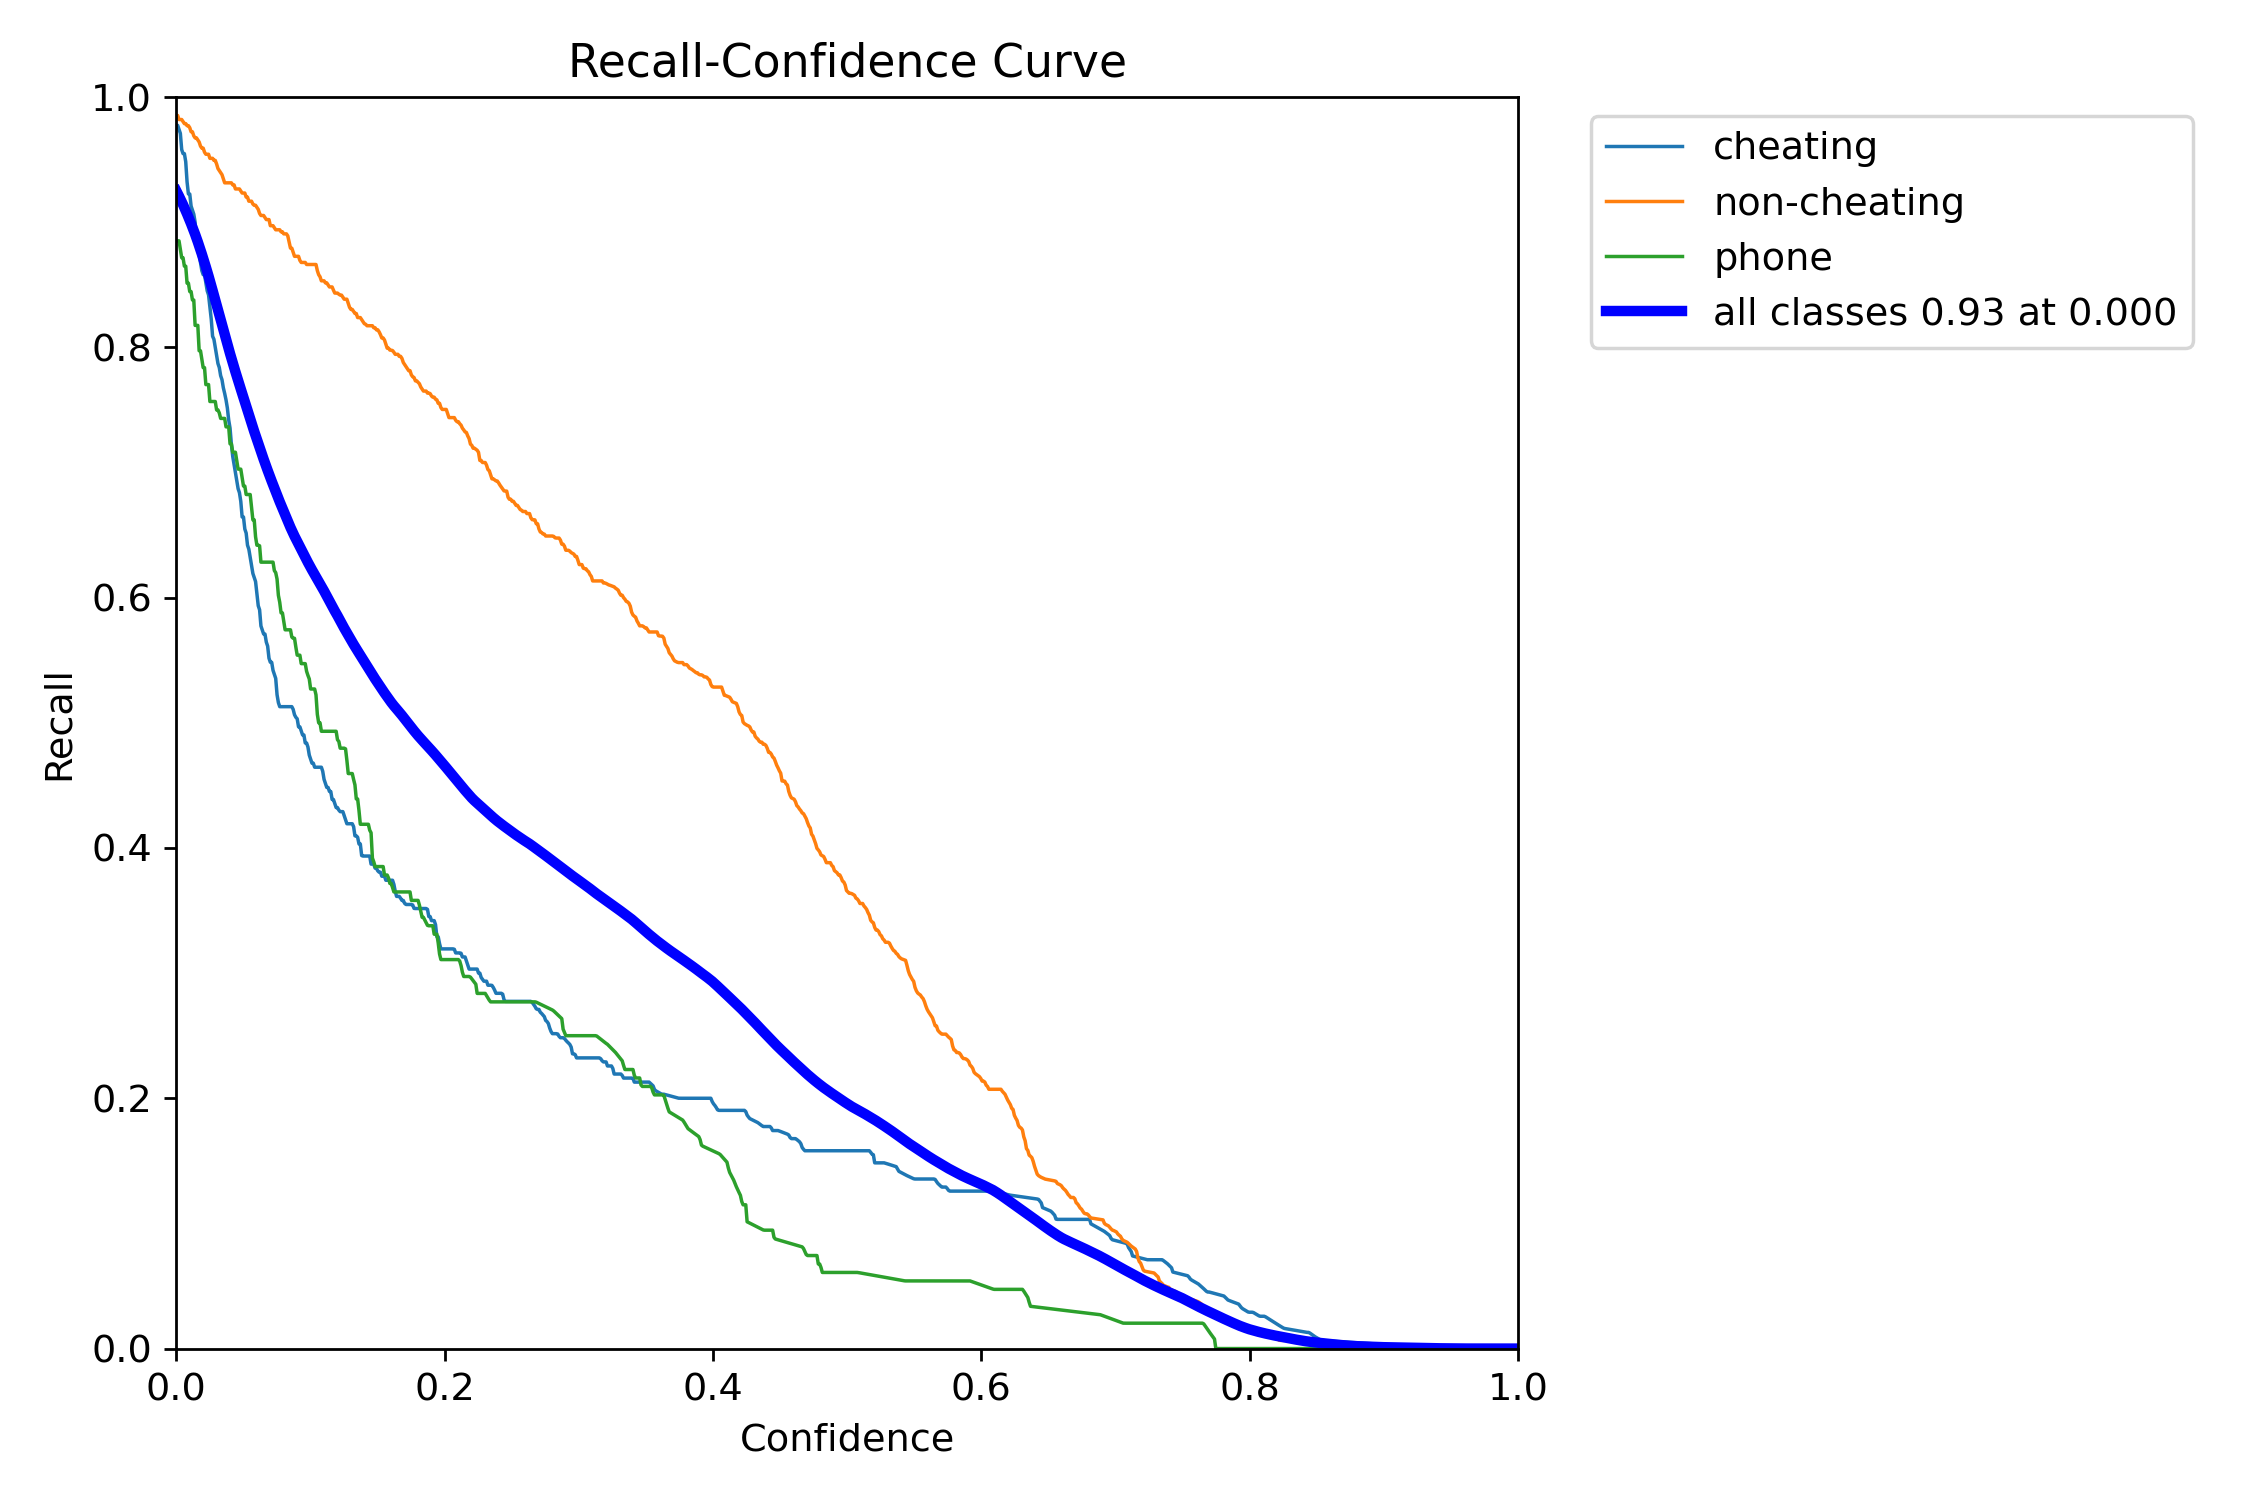 Recall-Confidence Curve
1.0
0.8
0.6
0.4
0.2
0.0
Recall
0.0 0.2 0.4 0.6 0.8 1.0
Confidence
cheating
non-cheating
phone
all classes 0.93 at 0.000